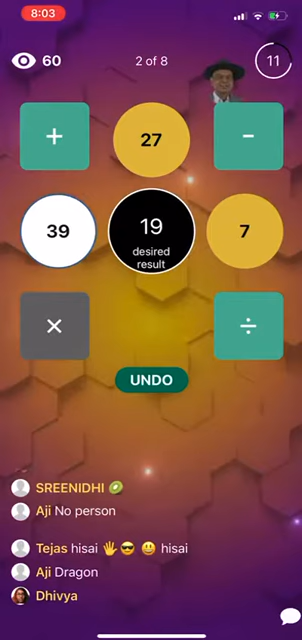 8:03
60
2 of 8
11
+
27
-
39
19
desired
result
7
×
÷
UNDO
SREENIDHI 🥝
Aji No person
Tejas hisai 🖐😎 😃 hisai
Aji Dragon
Dhivya